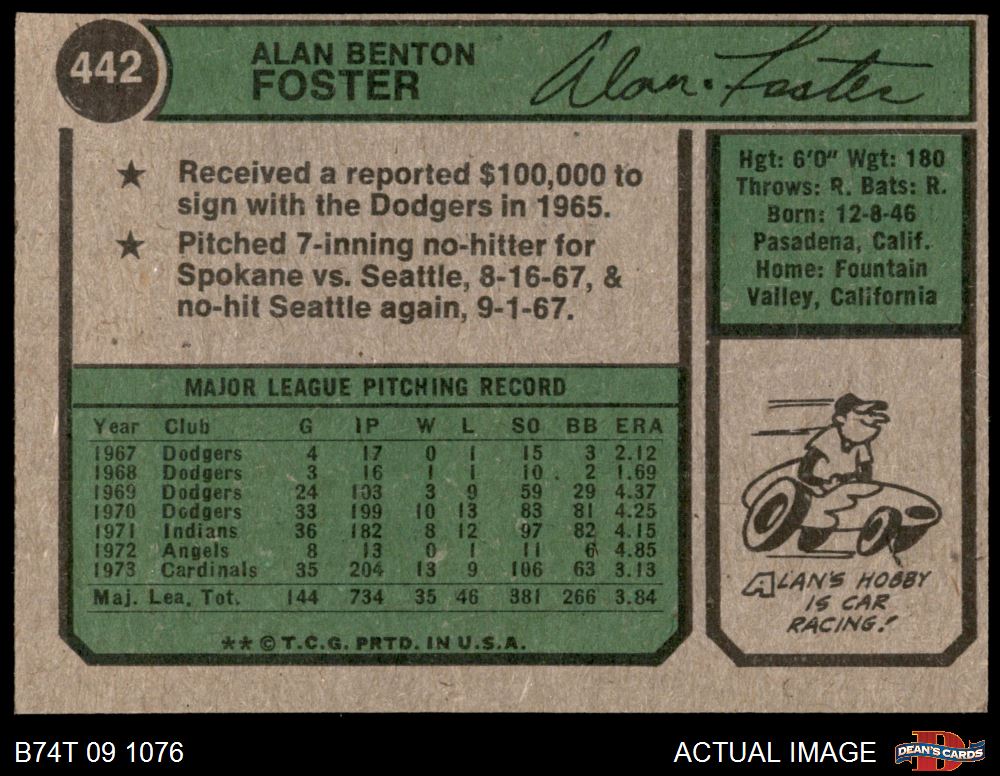 442
ALAN BENTON
FOSTER
Alan Foster
★ Received a reported $100,000 to
sign with the Dodgers in 1965.
★ Pitched 7-inning no-hitter for
Spokane vs. Seattle, 8-16-67, &
no-hit Seattle again, 9-1-67.
Hgt: 6'0" Wgt: 180
Throws: R. Bats: R.
Born: 12-8-46
Pasadena, Calif.
Home: Fountain
Valley, California
MAJOR LEAGUE PITCHING RECORD
Year Club G IP W L SO BB ERA
1967 Dodgers 4 17 0 1 15 3 2.12
1968 Dodgers 3 16 1 1 10 2 1.69
1969 Dodgers 24 103 3 9 59 29 4.37
1970 Dodgers 33 199 10 13 83 81 4.25
1971 Indians 36 182 8 12 97 82 4.15
1972 Angels 8 13 0 1 11 6 4.85
1973 Cardinals 35 204 13 9 106 63 3.13
Maj. Lea. Tot. 144 734 35 46 381 266 3.84
** © T.C.G. PRTD. IN U.S.A.
ALAN'S HOBBY
IS CAR
RACING!
B74T 09 1076
ACTUAL IMAGE
DEAN'S CARDS